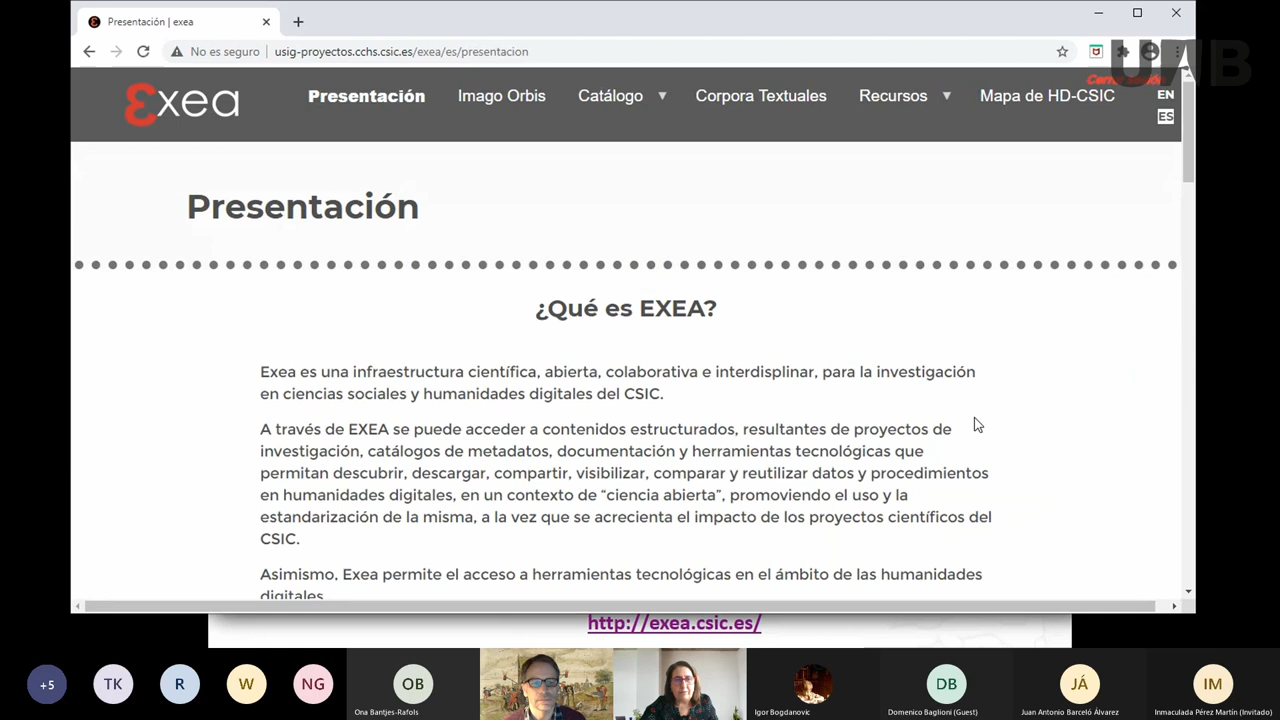 Presentación | exea
No es seguro | usig-proyectos.cchs.csic.es/exea/es/presentacion
UAB
Cerrar sesión
exea
Presentación
Imago Orbis
Catálogo
Corpora Textuales
Recursos
Mapa de HD-CSIC
EN
ES
Presentación
¿Qué es EXEA?
Exea es una infraestructura científica, abierta, colaborativa e interdisplinar, para la investigación
en ciencias sociales y humanidades digitales del CSIC.
A través de EXEA se puede acceder a contenidos estructurados, resultantes de proyectos de
investigación, catálogos de metadatos, documentación y herramientas tecnológicas que
permitan descubrir, descargar, compartir, visibilizar, comparar y reutilizar datos y procedimientos
en humanidades digitales, en un contexto de “ciencia abierta”, promoviendo el uso y la
estandarización de la misma, a la vez que se acrecienta el impacto de los proyectos científicos del
CSIC.
Asimismo, Exea permite el acceso a herramientas tecnológicas en el ámbito de las humanidades
digitales
http://exea.csic.es/
+5
TK
R
W
NG
OB
DB
JÁ
IM
Ona Bantjes-Rafols
Igor Bogdanovic
Domenico Baglioni (Guest)
Juan Antonio Barceló Álvarez
Inmaculada Pérez Martín (Invitado)